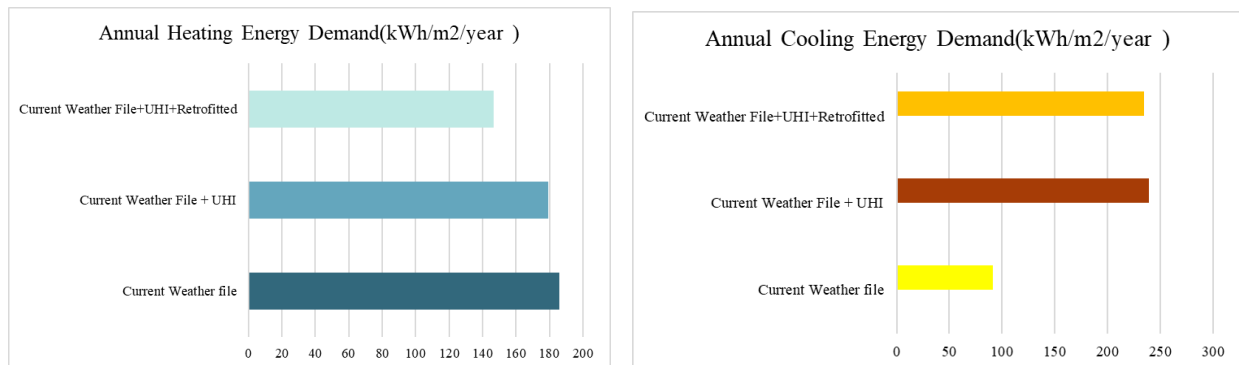 Annual Heating Energy Demand(kWh/m2/year )
Current Weather File+UHI+Retrofitted
Current Weather File + UHI
Current Weather file
0 20 40 60 80 100 120 140 160 180 200
Annual Cooling Energy Demand(kWh/m2/year )
Current Weather File+UHI+Retrofitted
Current Weather File + UHI
Current Weather file
0 50 100 150 200 250 300